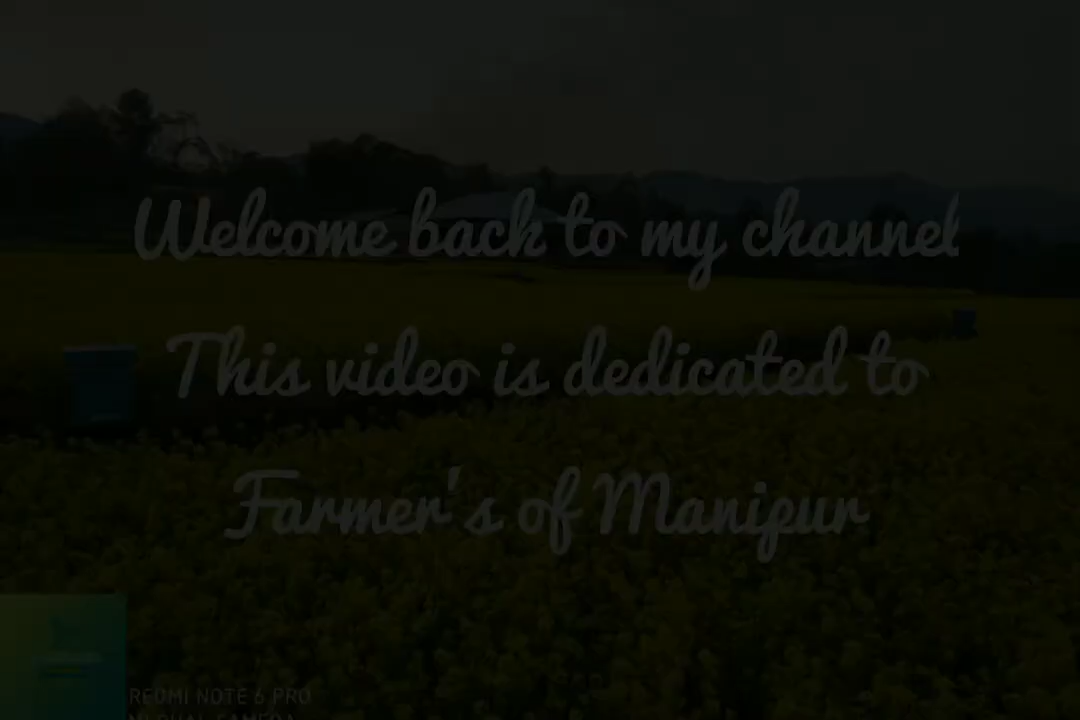 Welcome back to my channel
This video is dedicated to
Farmer's of Manipur
REDMI NOTE 6 PRO